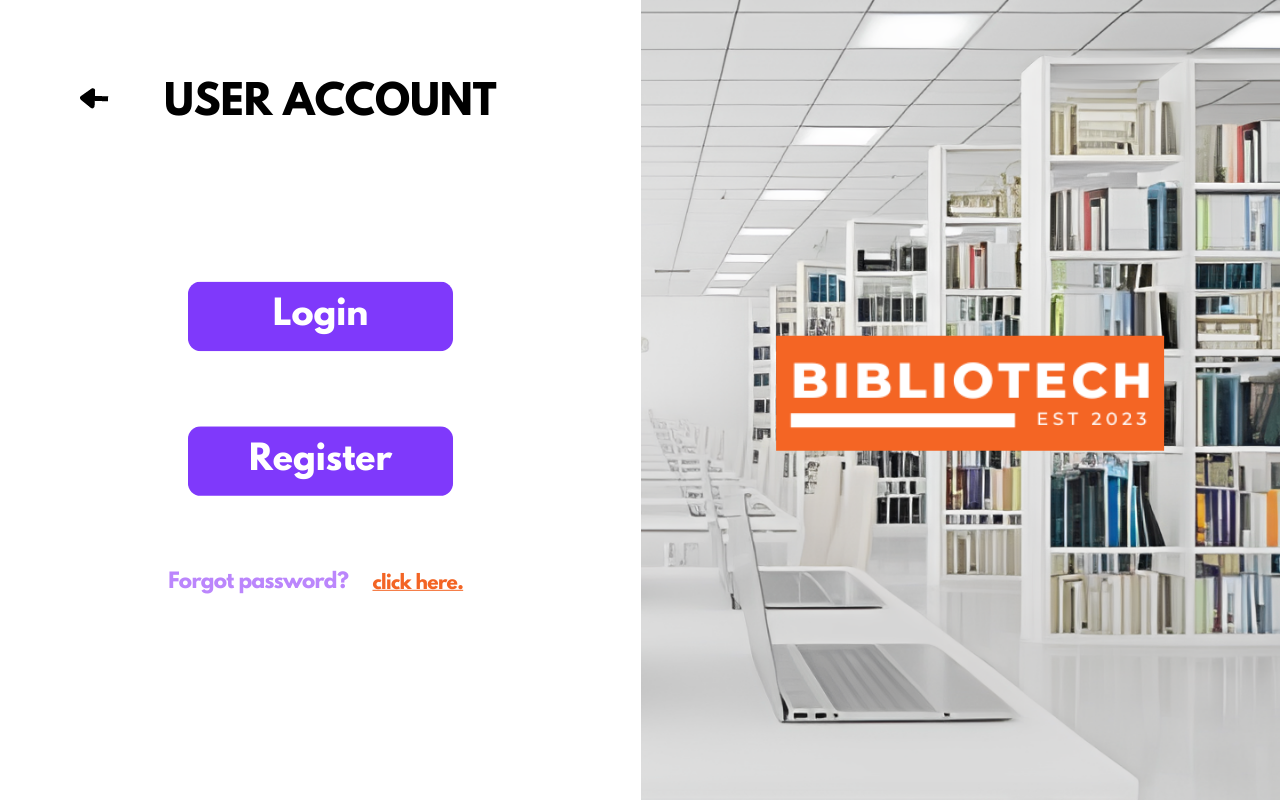 USER ACCOUNT
Login
Register
Forgot password? click here.
BIBLIOTECH
EST 2023